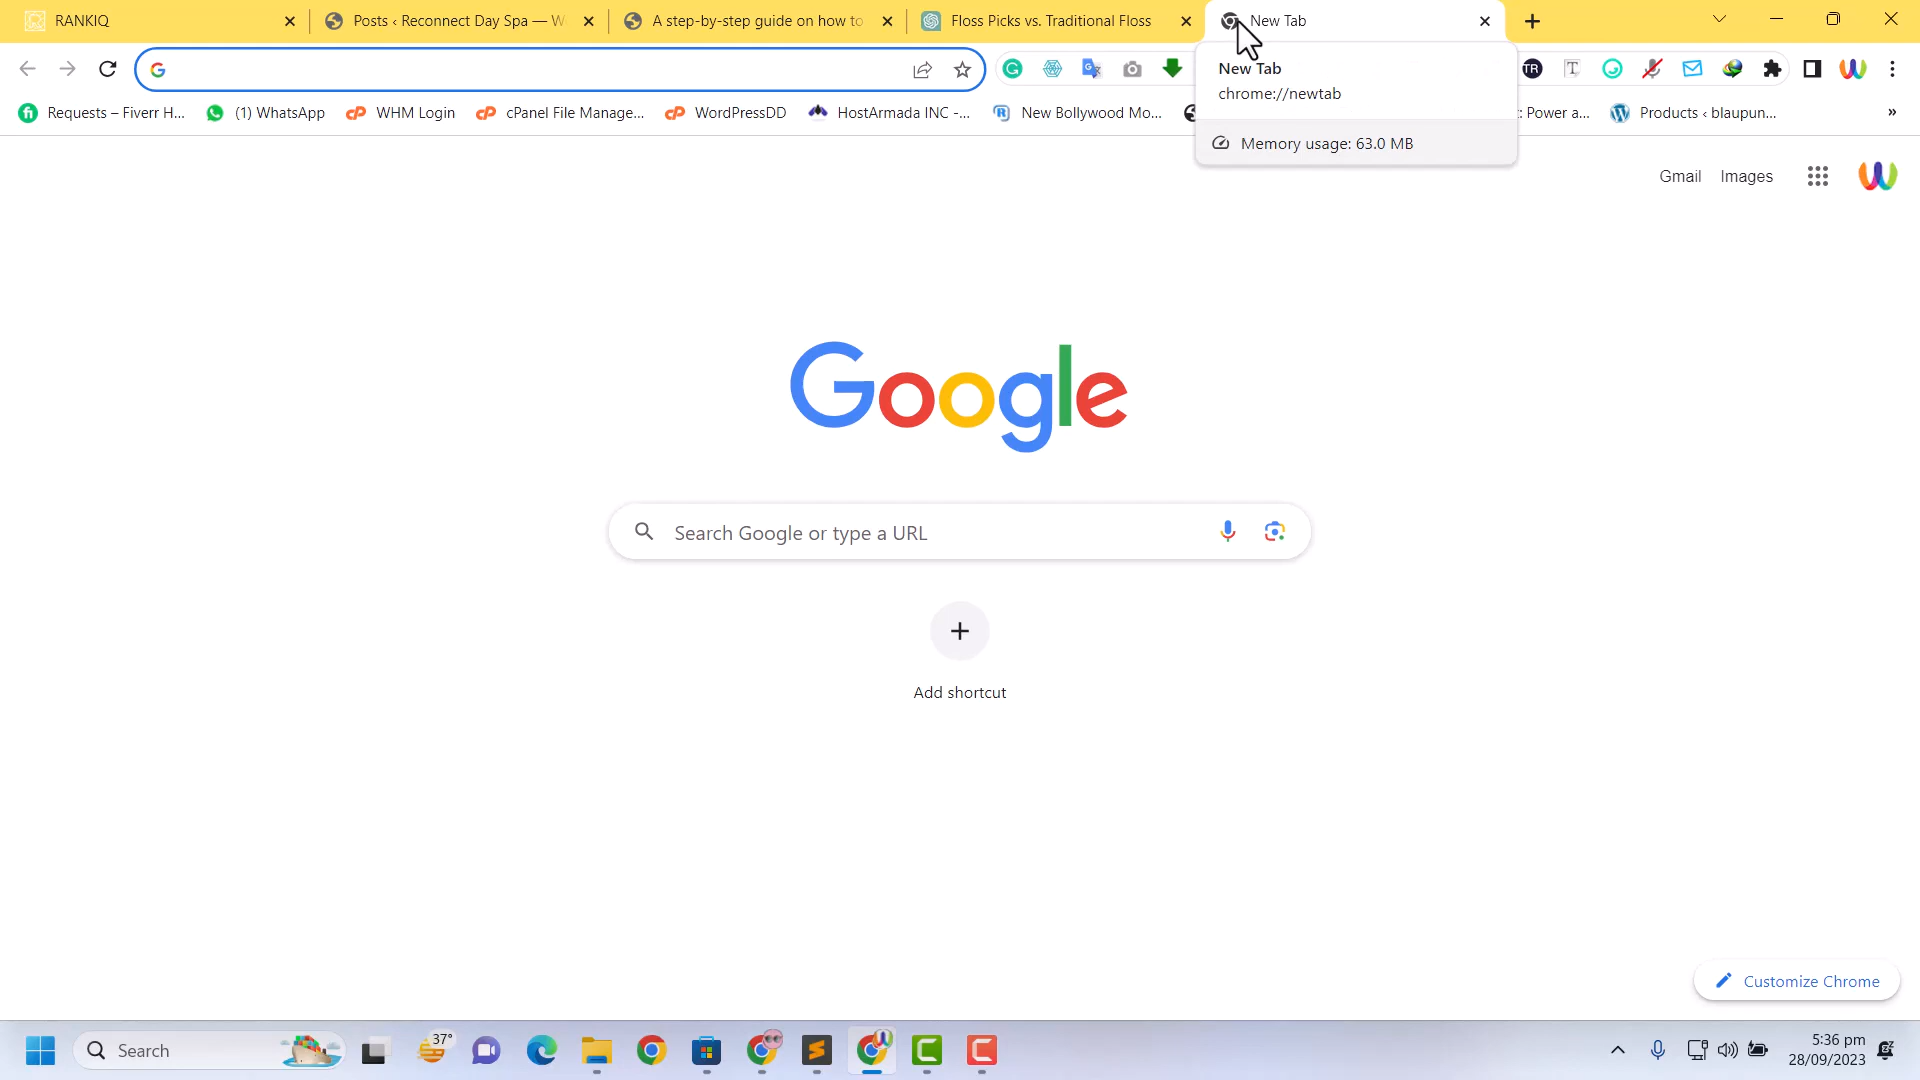 RANKIQ
Posts ‹ Reconnect Day Spa — W
A step-by-step guide on how to
Floss Picks vs. Traditional Floss
New Tab
New Tab
chrome://newtab
Memory usage: 63.0 MB
Requests – Fiverr H...
(1) WhatsApp
WHM Login
cPanel File Manage...
WordPressDD
HostArmada INC -...
New Bollywood Mo...
: Power a...
Products ‹ blaupun...
»
Gmail
Images
Google
Search Google or type a URL
Add shortcut
Customize Chrome
Search
37°
5:36 pm
28/09/2023